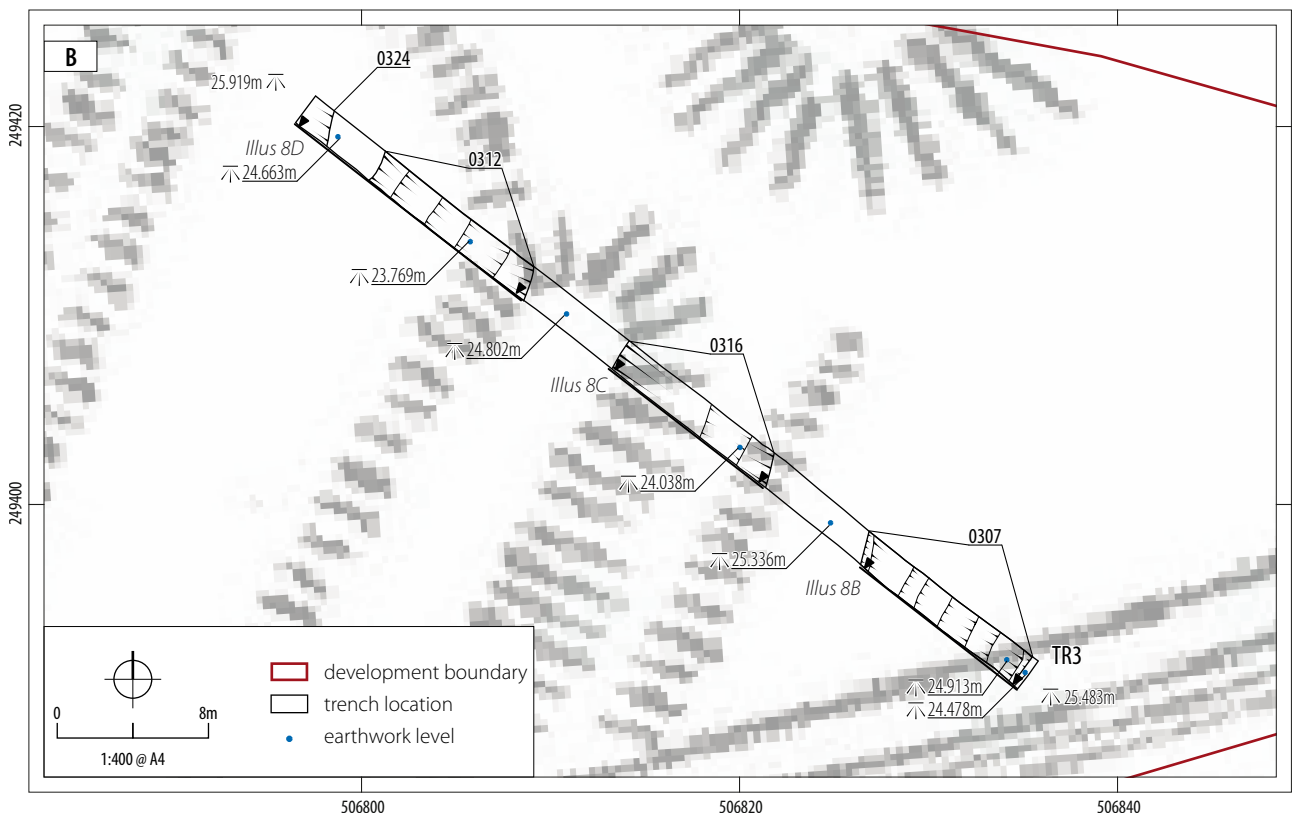 B
0324
25.919m
249420
Illus 8D
24.663m
0312
23.769m
24.802m
0316
Illus 8C
24.038m
249400
25.336m
0307
Illus 8B
TR3
24.913m
25.483m
24.478m
development boundary
trench location
earthwork level
0 8m
1:400 @ A4
506800 506820 506840